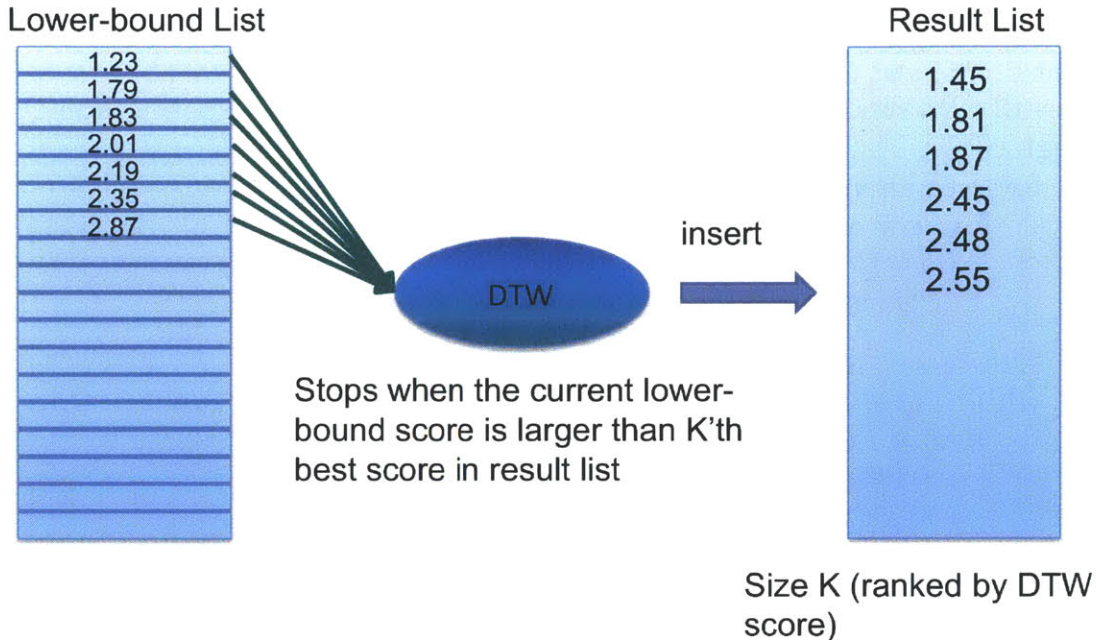 Lower-bound List
1.23
1.79
1.83
2.01
2.19
2.35
2.87
DTW
Stops when the current lower-
bound score is larger than K'th
best score in result list
insert
Result List
1.45
1.81
1.87
2.45
2.48
2.55
Size K (ranked by DTW
score)